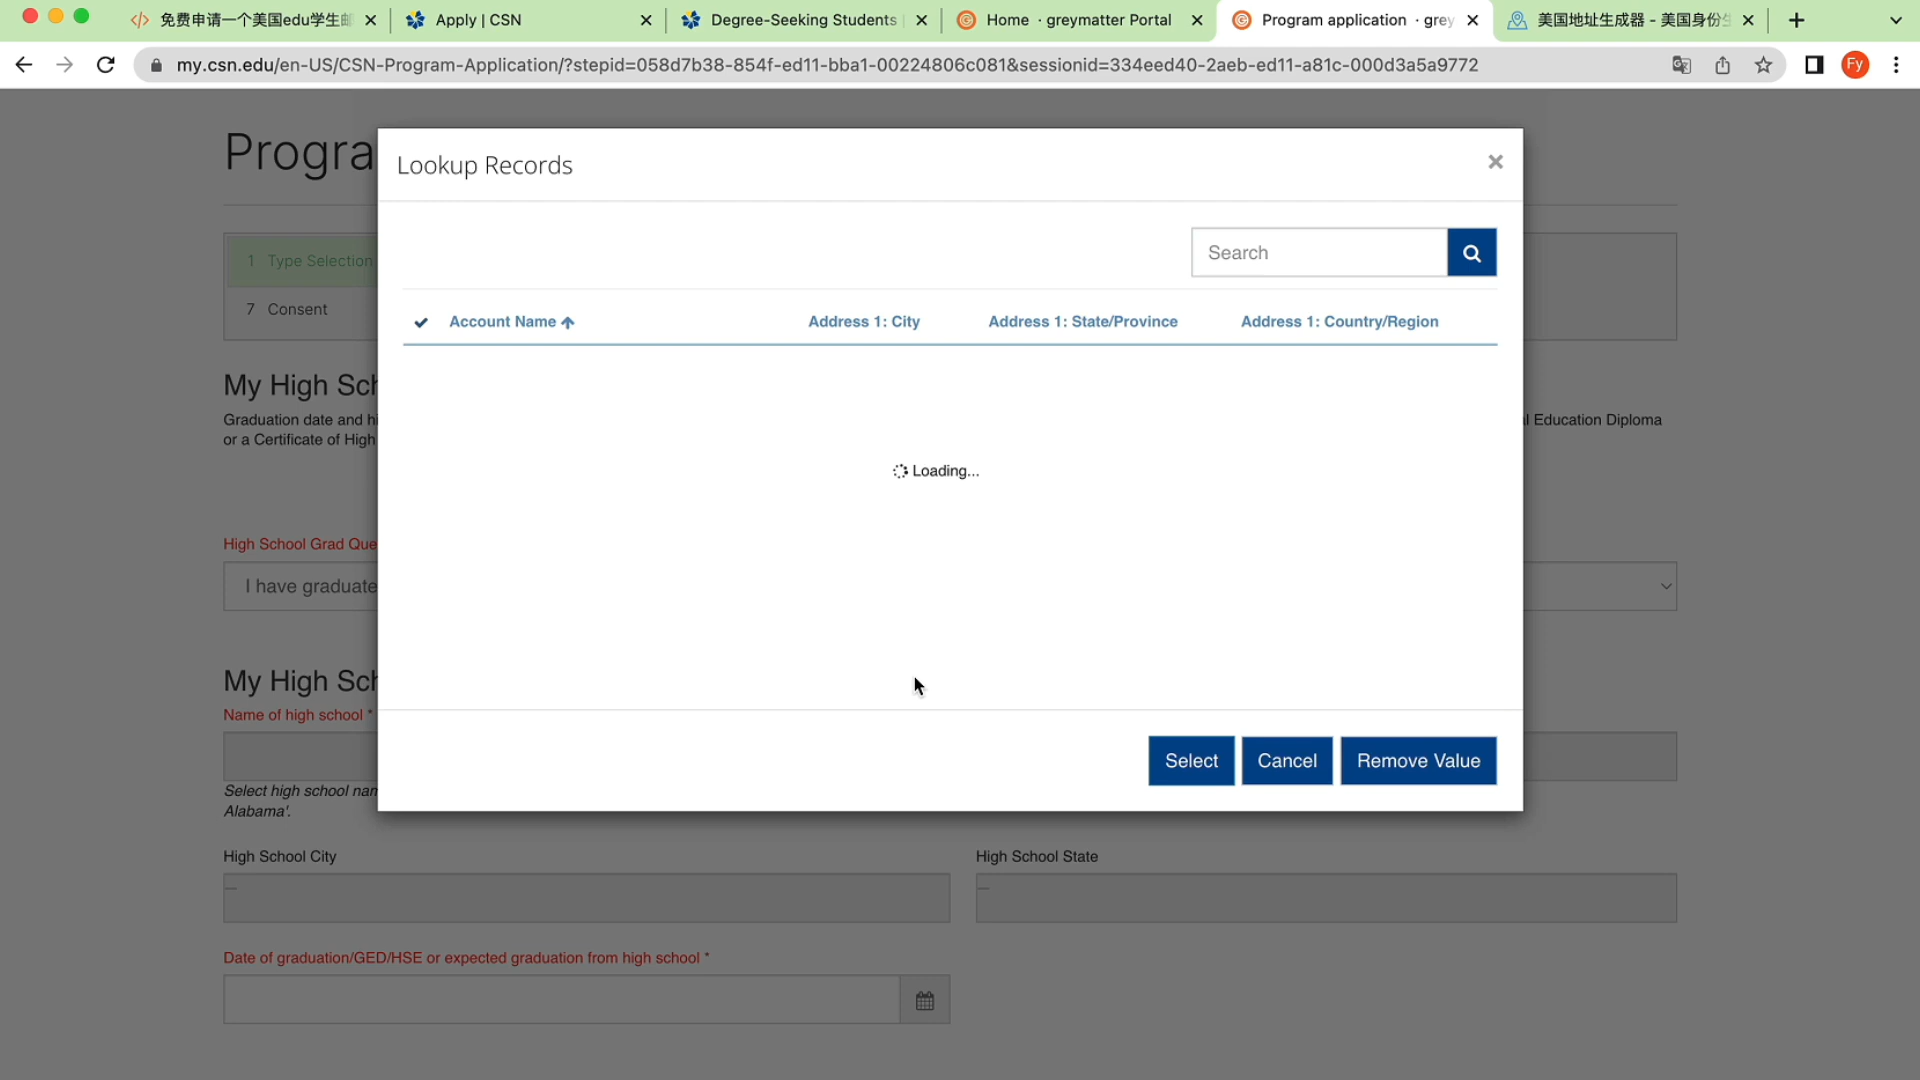 免费申请一个美国edu学生邮
Apply | CSN
Degree-Seeking Students
Home · greymatter Portal
Program application · grey
美国地址生成器 - 美国身份生
my.csn.edu/en-US/CSN-Program-Application/?stepid=058d7b38-854f-ed11-bba1-00224806c081&sessionid=334eed40-2aeb-ed11-a81c-000d3a5a9772
Fy
Progra
Lookup Records
Search
1 Type Selection
7 Consent
Account Name
Address 1: City
Address 1: State/Province
Address 1: Country/Region
My High Sch
Graduation date and hi
l Education Diploma
or a Certificate of High
Loading...
High School Grad Que
I have graduate
My High Sch
Name of high school *
Select Cancel Remove Value
Select high school nam
Alabama'.
High School City
High School State
—
—
Date of graduation/GED/HSE or expected graduation from high school *